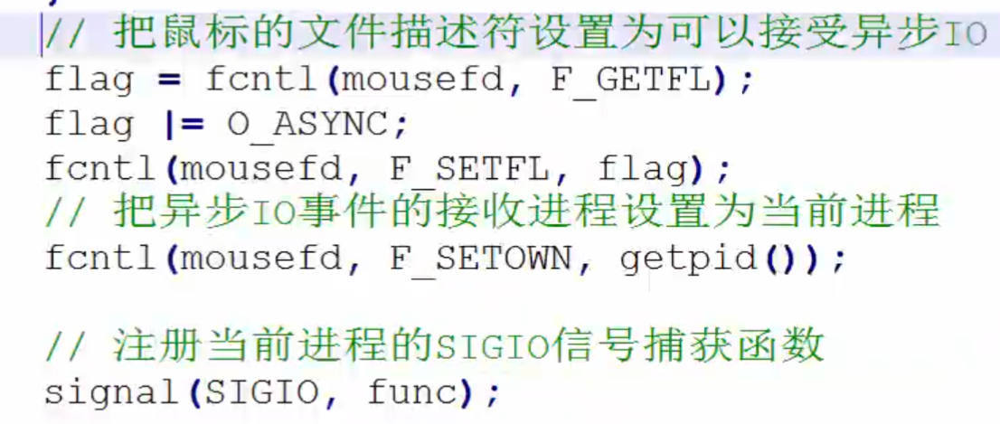 // 把鼠标的文件描述符设置为可以接受异步IO
flag = fcntl(mousefd, F_GETFL);
flag |= O_ASYNC;
fcntl(mousefd, F_SETFL, flag);
// 把异步IO事件的接收进程设置为当前进程
fcntl(mousefd, F_SETOWN, getpid());
// 注册当前进程的SIGIO信号捕获函数
signal(SIGIO, func);